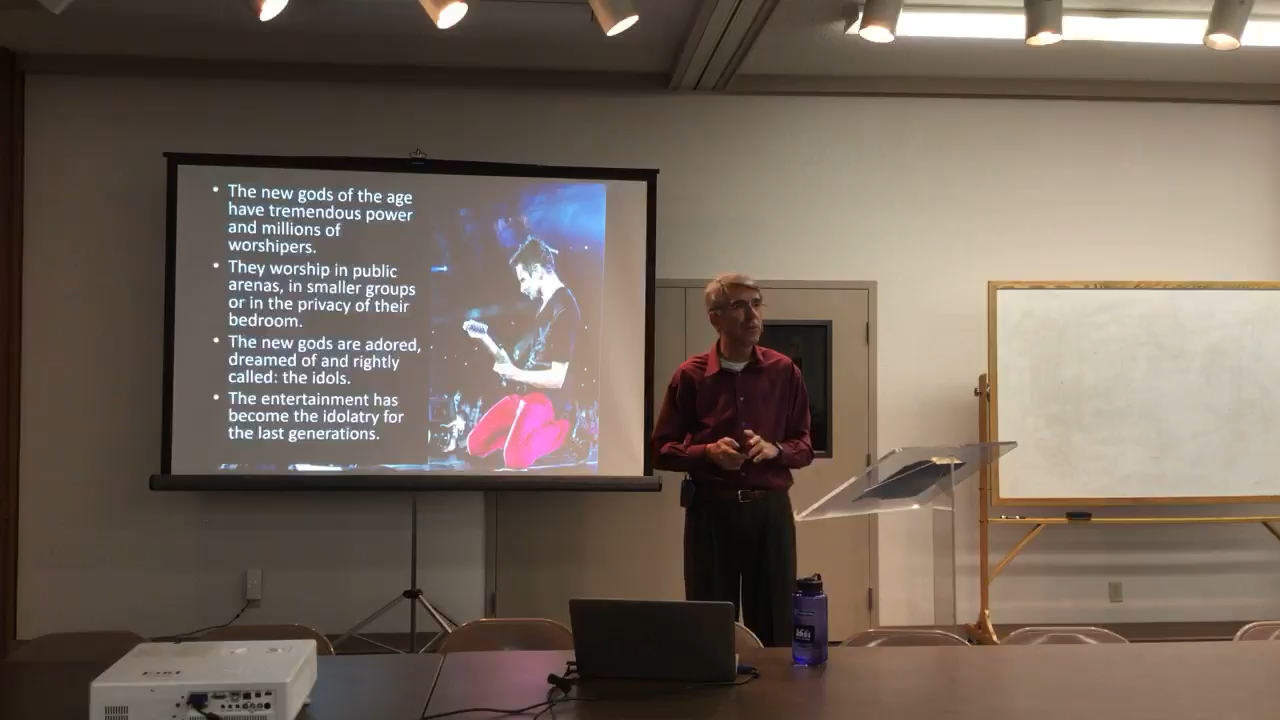 • The new gods of the age
have tremendous power
and millions of
worshipers.
• They worship in public
arenas, in smaller groups
or in the privacy of their
bedroom.
• The new gods are adored,
dreamed of and rightly
called: the idols.
• The entertainment has
become the idolatry for
the last generations.